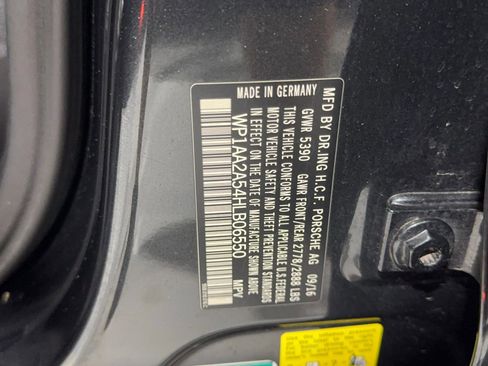 MFD BY DR.ING H.C.F. PORSCHE AG 09/16
GVWR 5390 GAWR FRONT/REAR 2778/2888 LBS
THIS VEHICLE CONFORMS TO ALL APPLICABLE U.S.FEDERAL
MOTOR VEHICLE SAFETY AND THEFT PREVENTION STANDARDS
IN EFFECT ON THE DATE OF MANUFACTURE SHOWN ABOVE
WP1AA2A54HLB06550 MPV
MADE IN GERMANY